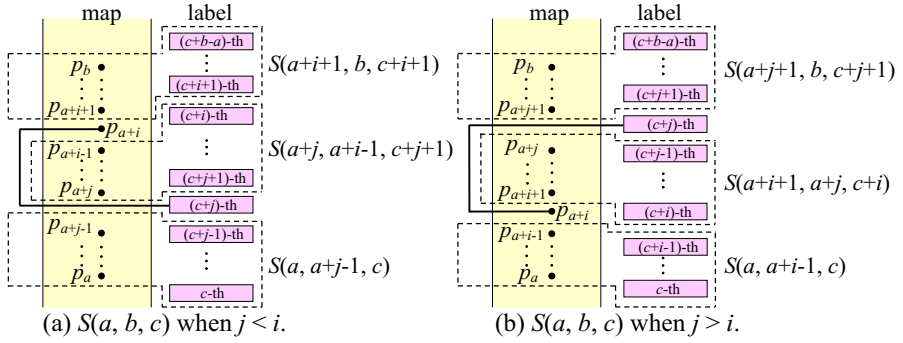 map label
(c+b-a)-th
p_b
S(a+i+1, b, c+i+1)
(c+i+1)-th
p_{a+i+1}
(c+i)-th
p_{a+i}
p_{a+i-1}
S(a+j, a+i-1, c+j+1)
(c+j+1)-th
p_{a+j}
(c+j)-th
p_{a+j-1}
(c+j-1)-th
S(a, a+j-1, c)
p_a
c-th
(a) S(a, b, c) when j < i.
map label
(c+b-a)-th
p_b
S(a+j+1, b, c+j+1)
(c+j+1)-th
p_{a+j+1}
(c+j)-th
p_{a+j}
(c+j-1)-th
S(a+i+1, a+j, c+i)
p_{a+i+1}
(c+i)-th
p_{a+i}
p_{a+i-1}
(c+i-1)-th
S(a, a+i-1, c)
p_a
c-th
(b) S(a, b, c) when j > i.